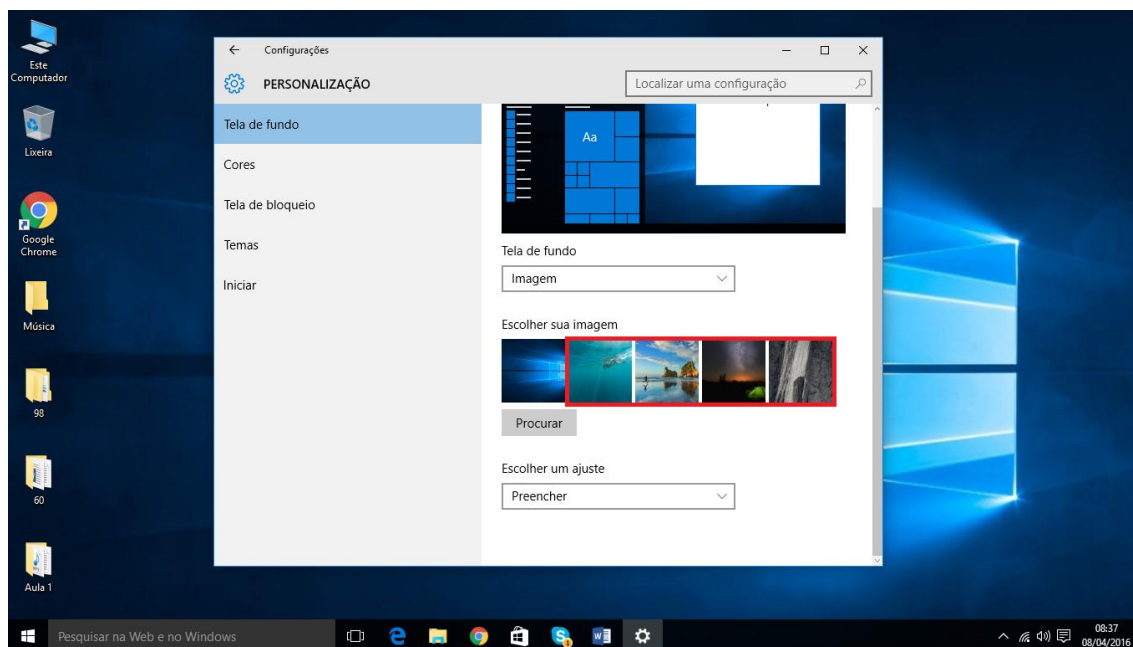 Este
Computador
Lixeira
Google
Chrome
Música
98
60
Aula 1
Configurações
PERSONALIZAÇÃO
Localizar uma configuração
Tela de fundo
Cores
Tela de bloqueio
Temas
Iniciar
Aa
Tela de fundo
Imagem
Escolher sua imagem
Procurar
Escolher um ajuste
Preencher
Pesquisar na Web e no Windows
08:37
08/04/2016